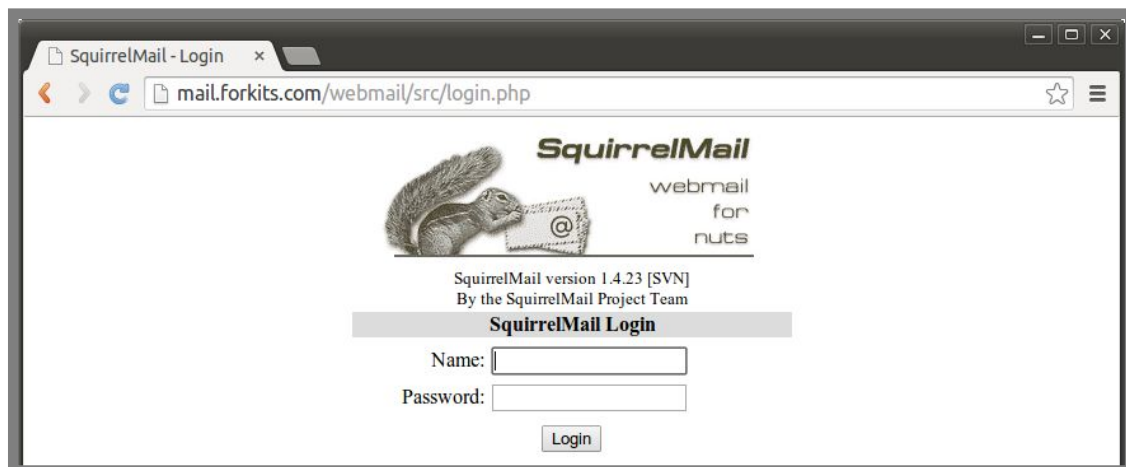 SquirrelMail - Login
mail.forkits.com/webmail/src/login.php
SquirrelMail
webmail
for
nuts
@
SquirrelMail version 1.4.23 [SVN]
By the SquirrelMail Project Team
SquirrelMail Login
Name:
Password:
Login